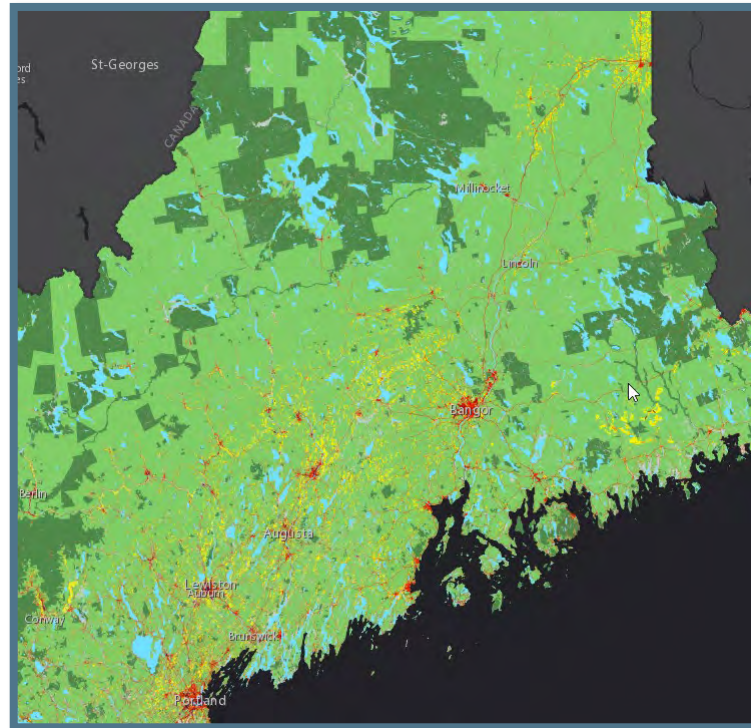 St-Georges
CANADA
Millinocket
Lincoln
Bangor
Berlin
Augusta
Lewiston
Auburn
Conway
Brunswick
Portland